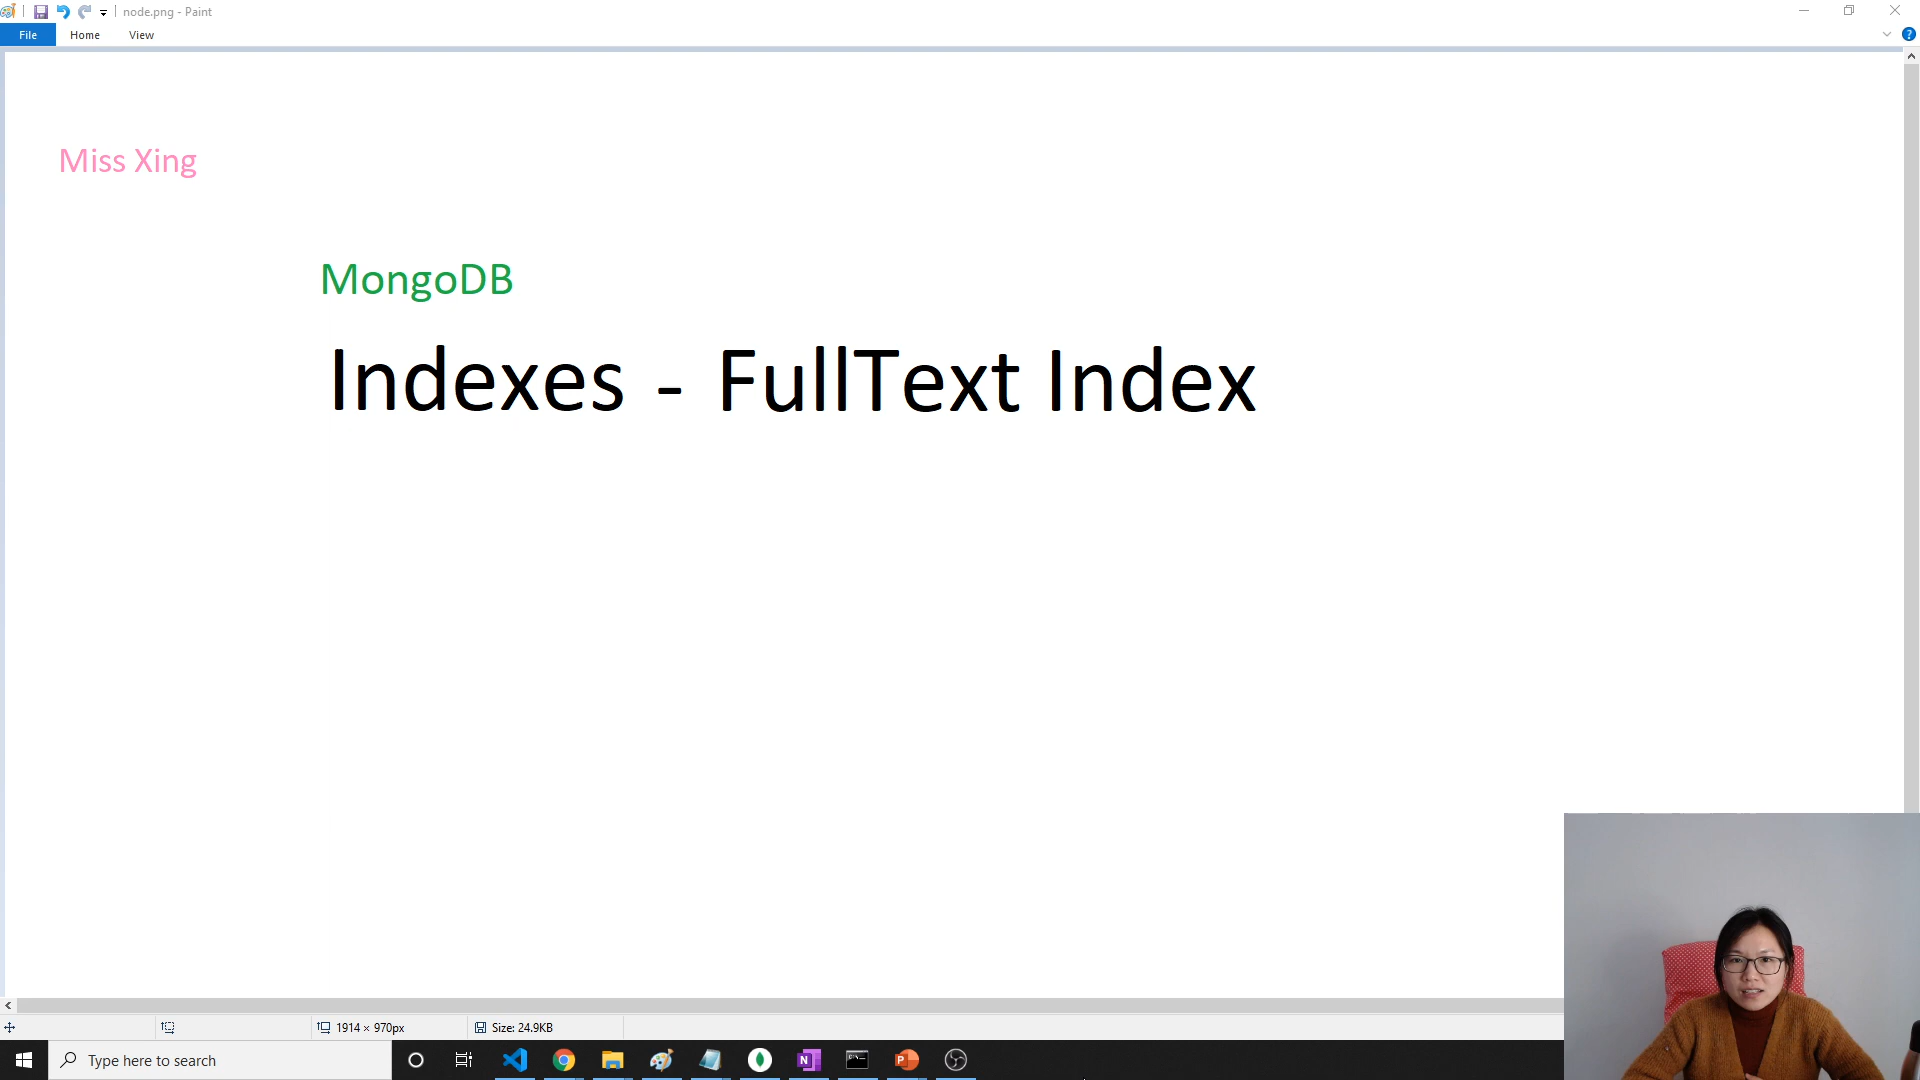 node.png - Paint
File Home View
Miss Xing
MongoDB
Indexes - FullText Index
1914 × 970px Size: 24.9KB
Type here to search